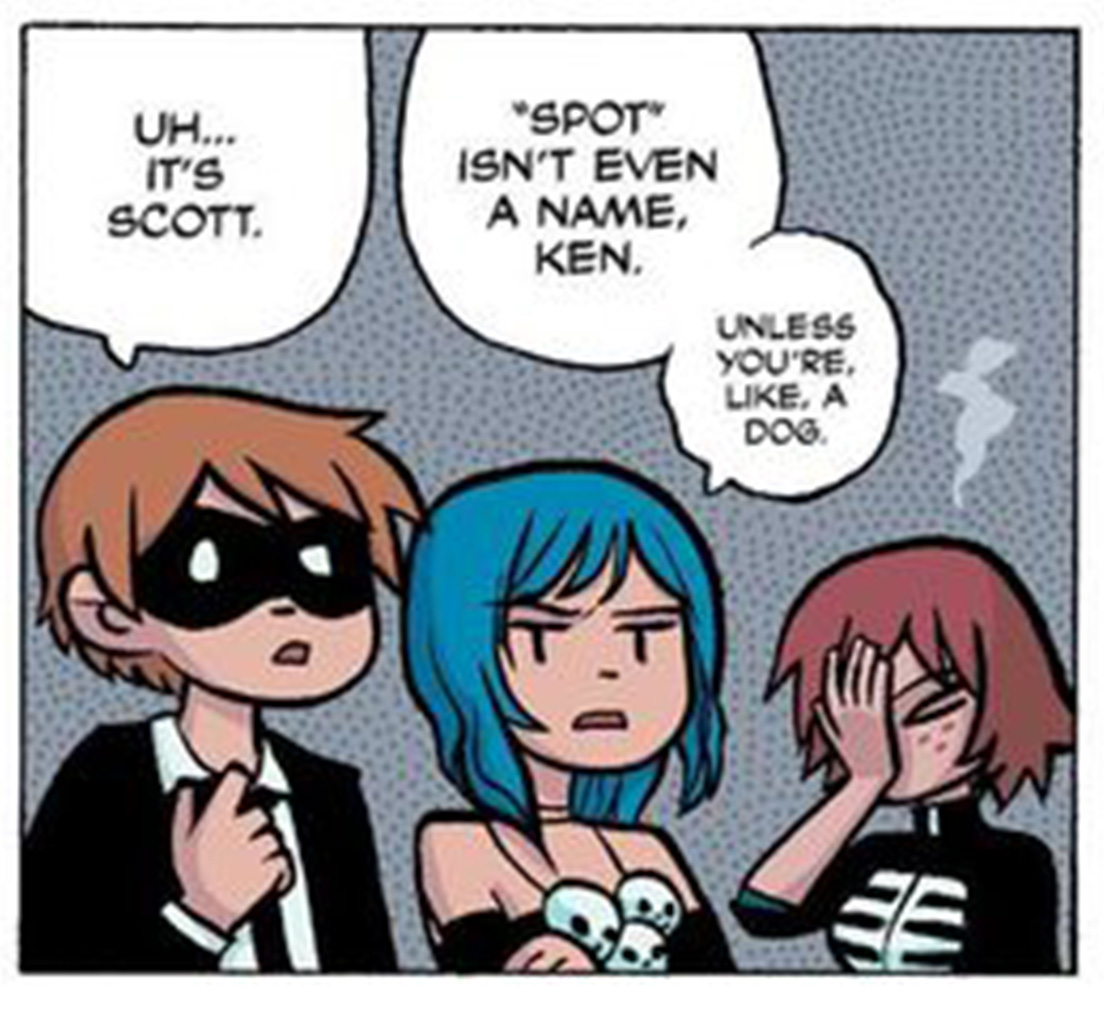 UH...
IT'S
SCOTT.
"SPOT"
ISN'T EVEN
A NAME,
KEN.
UNLESS
YOU'RE,
LIKE, A
DOG.